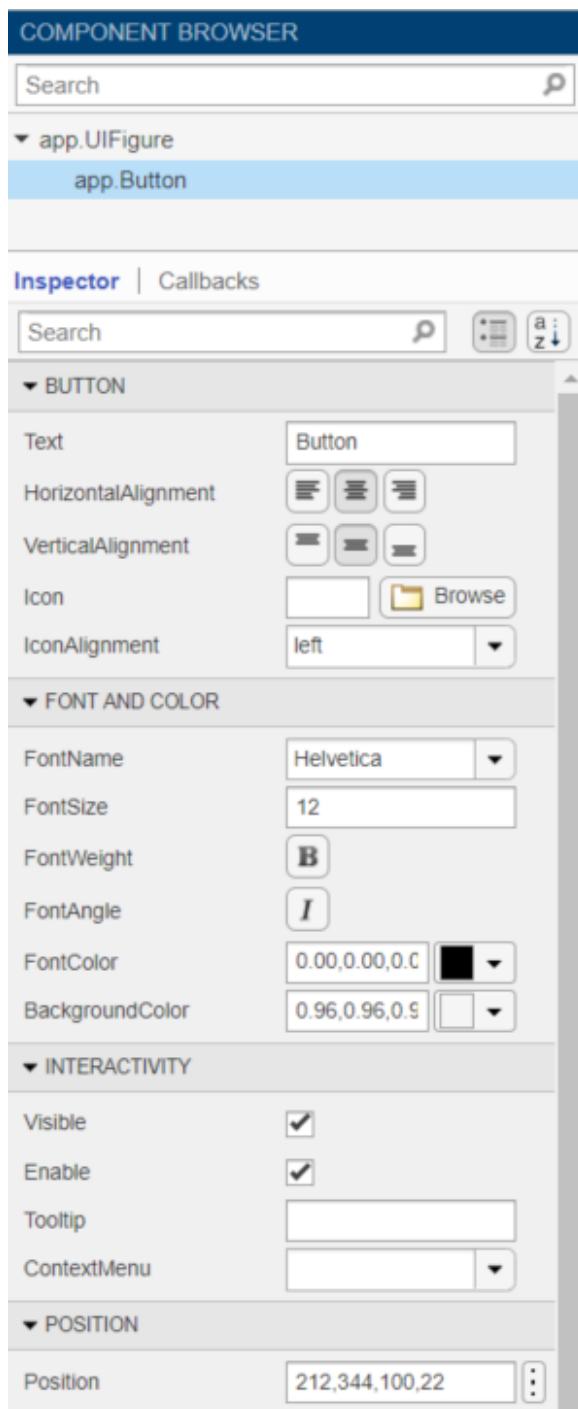 COMPONENT BROWSER
Search
app.UIFigure
app.Button
Inspector | Callbacks
Search
a
z
BUTTON
Text Button
HorizontalAlignment
VerticalAlignment
Icon Browse
IconAlignment left
FONT AND COLOR
FontName Helvetica
FontSize 12
FontWeight B
FontAngle I
FontColor 0.00,0.00,0.0
BackgroundColor 0.96,0.96,0.9
INTERACTIVITY
Visible
Enable
Tooltip
ContextMenu
POSITION
Position 212,344,100,22